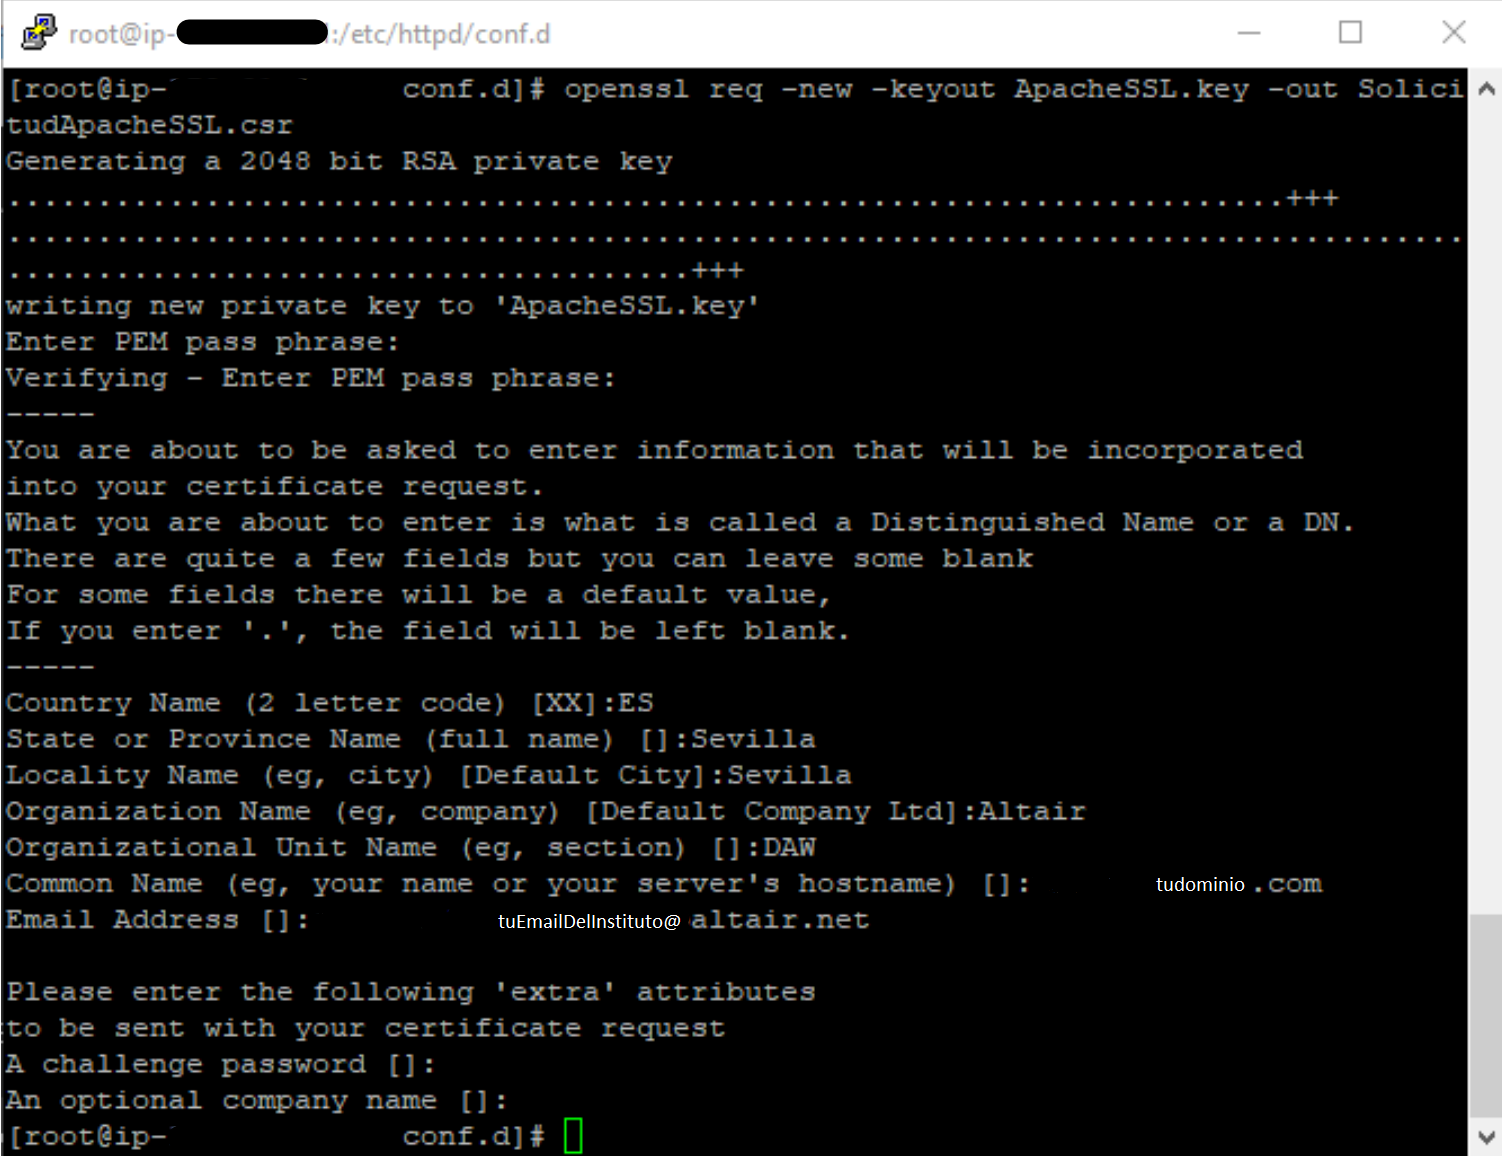 root@ip- :/etc/httpd/conf.d
[root@ip- conf.d]# openssl req -new -keyout ApacheSSL.key -out Solici
tudApacheSSL.csr
Generating a 2048 bit RSA private key
.......................................................................+++
.................................................................................
......................................+++
writing new private key to 'ApacheSSL.key'
Enter PEM pass phrase:
Verifying - Enter PEM pass phrase:
-----
You are about to be asked to enter information that will be incorporated
into your certificate request.
What you are about to enter is what is called a Distinguished Name or a DN.
There are quite a few fields but you can leave some blank
For some fields there will be a default value,
If you enter '.', the field will be left blank.
-----
Country Name (2 letter code) [XX]:ES
State or Province Name (full name) []:Sevilla
Locality Name (eg, city) [Default City]:Sevilla
Organization Name (eg, company) [Default Company Ltd]:Altair
Organizational Unit Name (eg, section) []:DAW
Common Name (eg, your name or your server's hostname) []: tudominio .com
Email Address []: tuEmailDelInstituto@ altair.net
Please enter the following 'extra' attributes
to be sent with your certificate request
A challenge password []:
An optional company name []:
[root@ip- conf.d]#